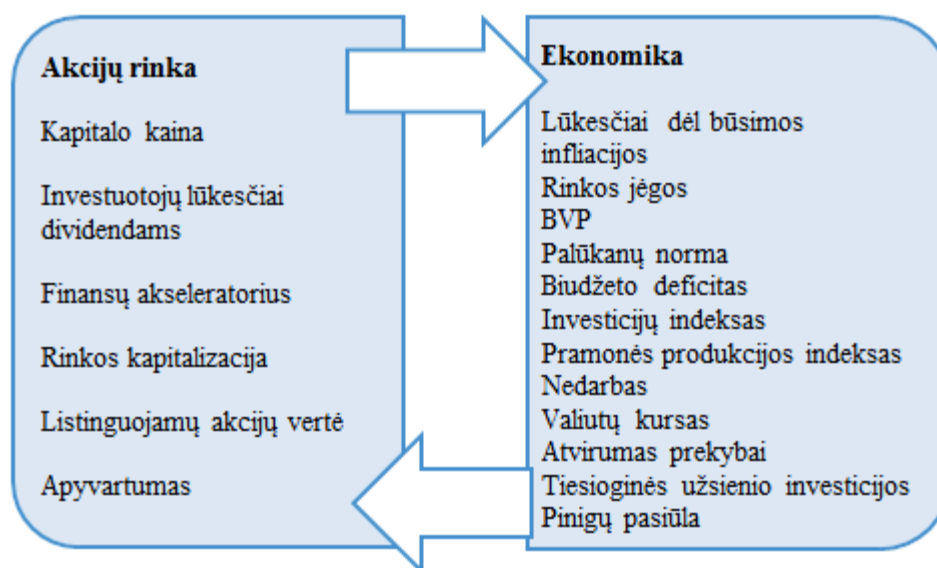 Akcijų rinka
Kapitalo kaina
Investuotojų lūkesčiai
dividendams
Finansų akseleratorius
Rinkos kapitalizacija
Listinguojamų akcijų vertė
Apyvartumas
Ekonomika
Lūkesčiai dėl būsimos
infliacijos
Rinkos jėgos
BVP
Palūkanų norma
Biudžeto deficitas
Investicijų indeksas
Pramonės produkcijos indeksas
Nedarbas
Valiutų kursas
Atvirumas prekybai
Tiesioginės užsienio investicijos
Pinigų pasiūla